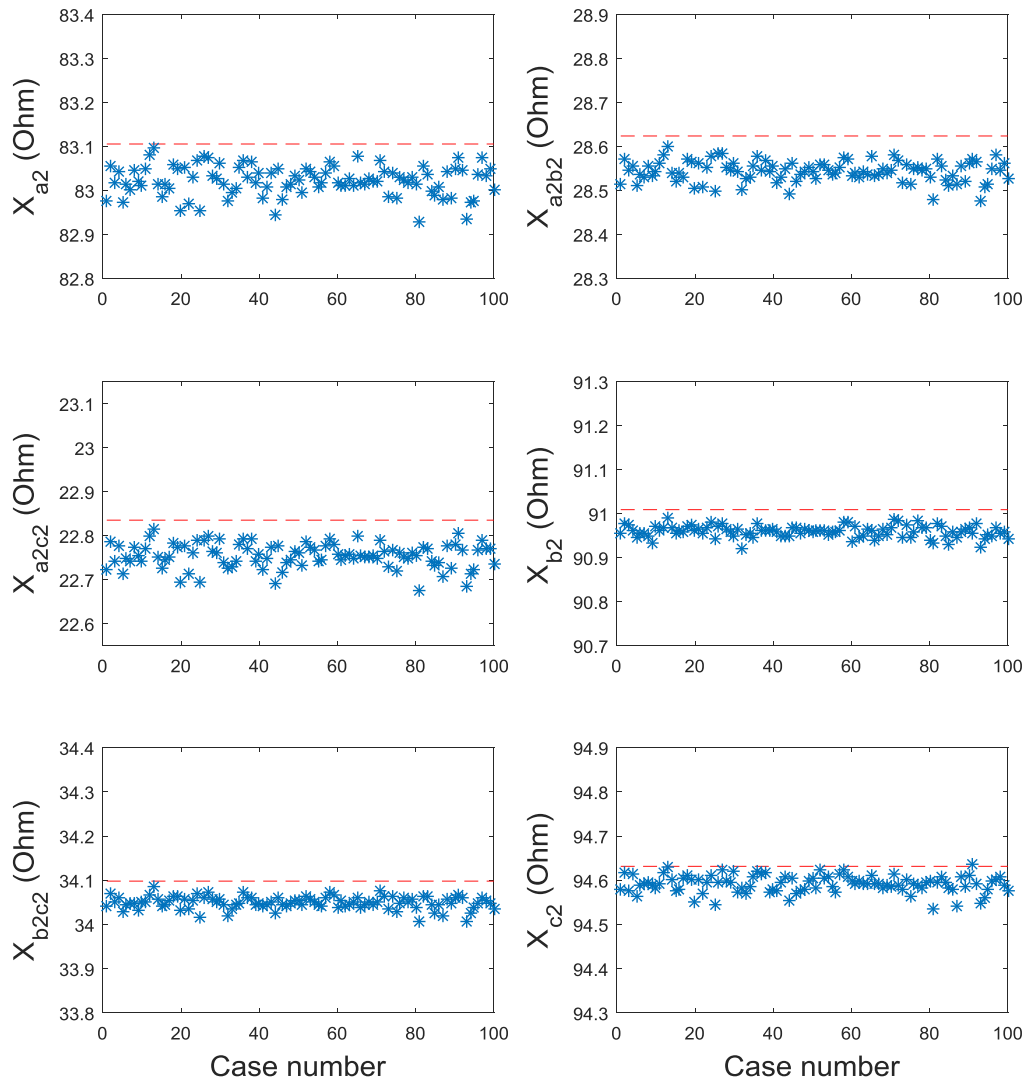 83.4
83.3
83.2
83.1
83
82.9
82.8
X_a2 (Ohm)
0 20 40 60 80 100
28.9
28.8
28.7
28.6
28.5
28.4
28.3
X_a2b2 (Ohm)
0 20 40 60 80 100
23.1
23
22.9
22.8
22.7
22.6
X_a2c2 (Ohm)
0 20 40 60 80 100
91.3
91.2
91.1
91
90.9
90.8
90.7
X_b2 (Ohm)
0 20 40 60 80 100
34.4
34.3
34.2
34.1
34
33.9
33.8
X_b2c2 (Ohm)
0 20 40 60 80 100
Case number
94.9
94.8
94.7
94.6
94.5
94.4
94.3
X_c2 (Ohm)
0 20 40 60 80 100
Case number